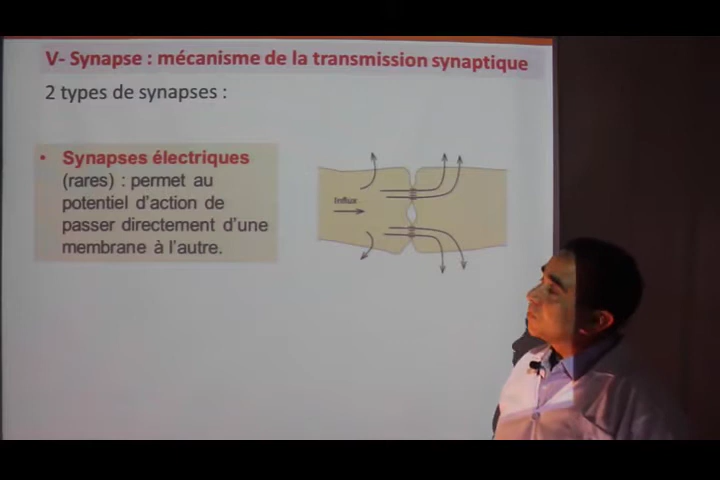 V- Synapse : mécanisme de la transmission synaptique
2 types de synapses :
• Synapses électriques
(rares) : permet au
potentiel d'action de
passer directement d'une
membrane à l'autre.
Influx